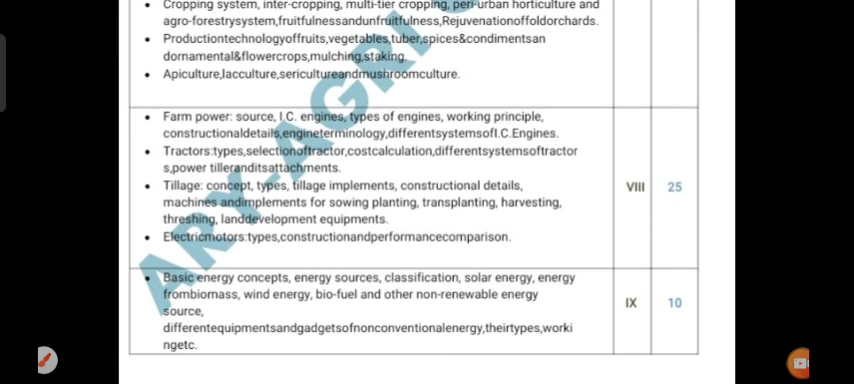 • Cropping system, inter-cropping, multi-tier cropping, peri-urban horticulture and
agro-forestrysystem,fruitfulnessandunfruitfulness,Rejuvenationoffoldorchards.
• Productiontechnologyoffruits,vegetables,tuber,spices&condimentsan
dornamental&flowercrops,mulching,staking.
• Apiculture,lacculture,sericultureandmushroomculture.
• Farm power: source, I.C. engines, types of engines, working principle,
constructionaldetails,engineterminology,differentsystemsofI.C.Engines.
• Tractors:types,selectionoftractor,costcalculation,differentsystemsoftractor
s,power tilleranditsattachments.
• Tillage: concept, types, tillage implements, constructional details,
machines andimplements for sowing planting, transplanting, harvesting,
threshing, landdevelopment equipments.
• Electricmotors:types,constructionandperformancecomparison.
VIII 25
• Basic energy concepts, energy sources, classification, solar energy, energy
frombiomass, wind energy, bio-fuel and other non-renewable energy
source,
differentequipmentsandgadgetsofnonconventionalenergy,theirtypes,worki
ngetc.
IX 10
ARY-AGRI